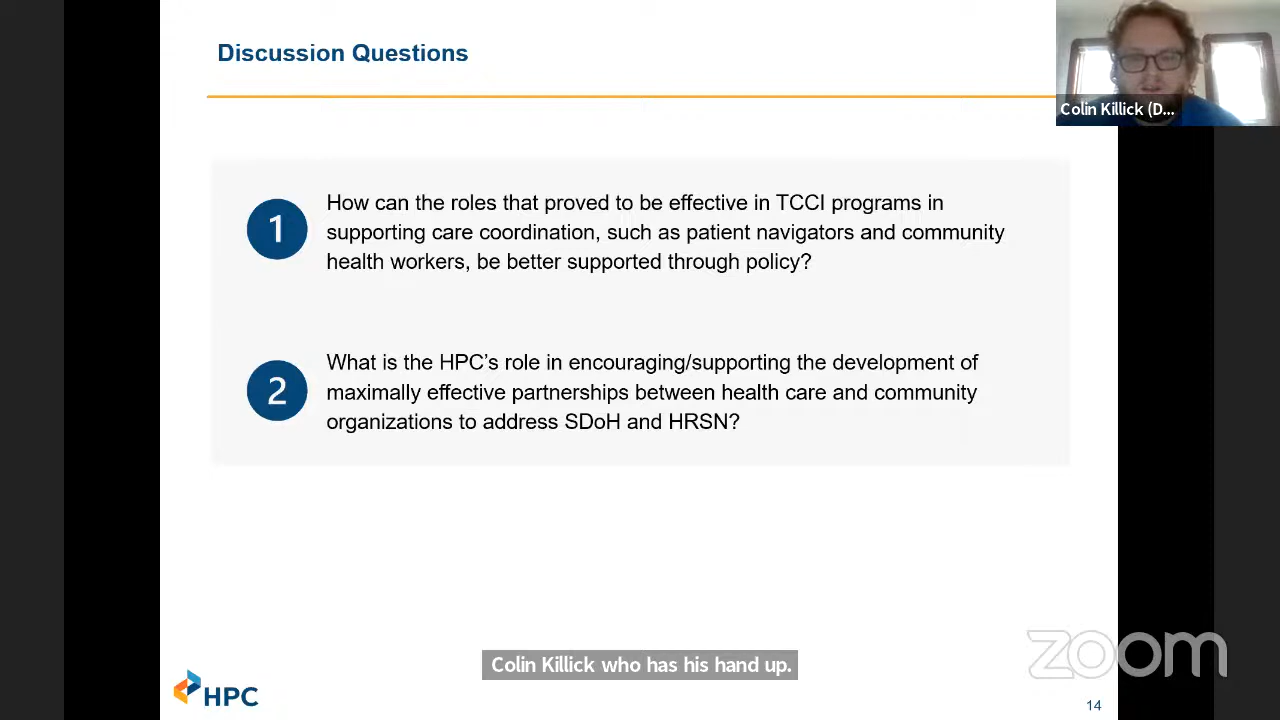 Discussion Questions
Colin Killick (D...
1
How can the roles that proved to be effective in TCCI programs in
supporting care coordination, such as patient navigators and community
health workers, be better supported through policy?
2
What is the HPC’s role in encouraging/supporting the development of
maximally effective partnerships between health care and community
organizations to address SDoH and HRSN?
Colin Killick who has his hand up.
zoom
HPC
14